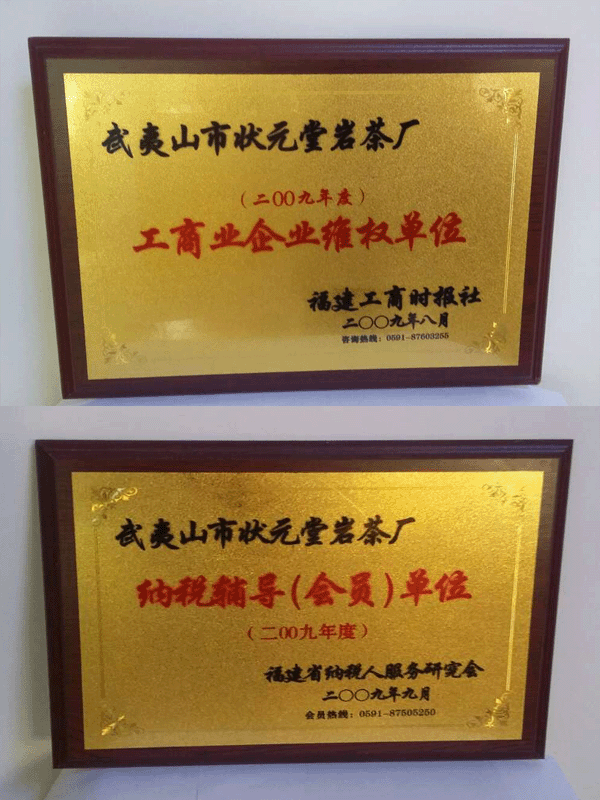 武夷山市状元堂岩茶厂
（二00九年度）
工商业企业维权单位
福建工商时报社
二〇〇九年八月
咨询热线：0591-87603255
武夷山市状元堂岩茶厂
纳税辅导（会员）单位
（二00九年度）
福建省纳税人服务研究会
二〇〇九年九月
会员热线：0591-87505250